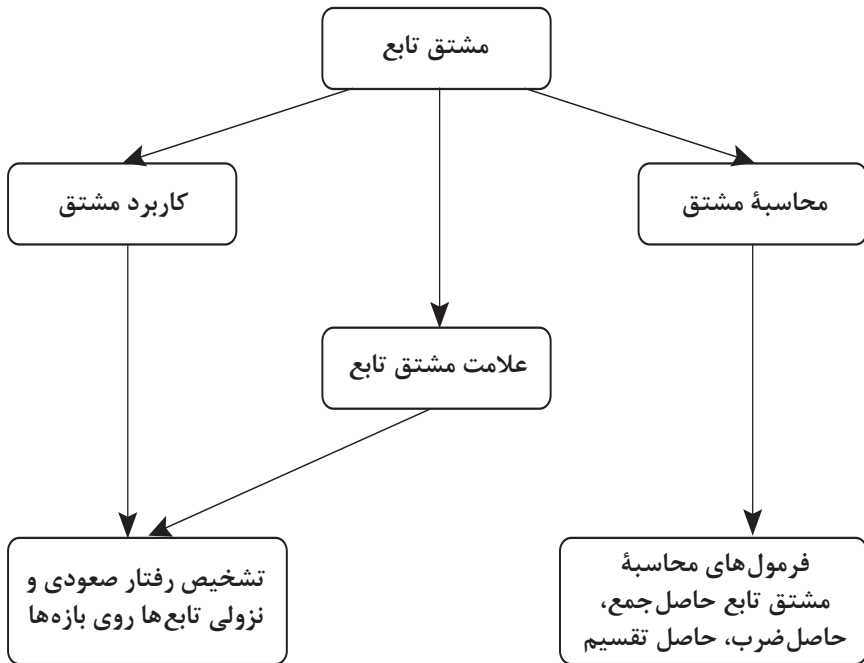 مشتق تابع
محاسبهٔ مشتق
کاربرد مشتق
علامت مشتق تابع
فرمول‌های محاسبهٔ
مشتق تابع حاصل‌جمع،
حاصل‌ضرب، حاصل تقسیم
تشخیص رفتار صعودی و
نزولی تابع‌ها روی بازه‌ها